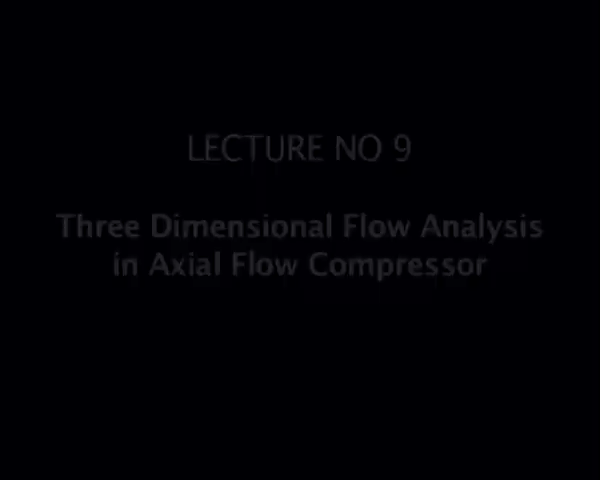 LECTURE NO 9
Three Dimensional Flow Analysis
in Axial Flow Compressor